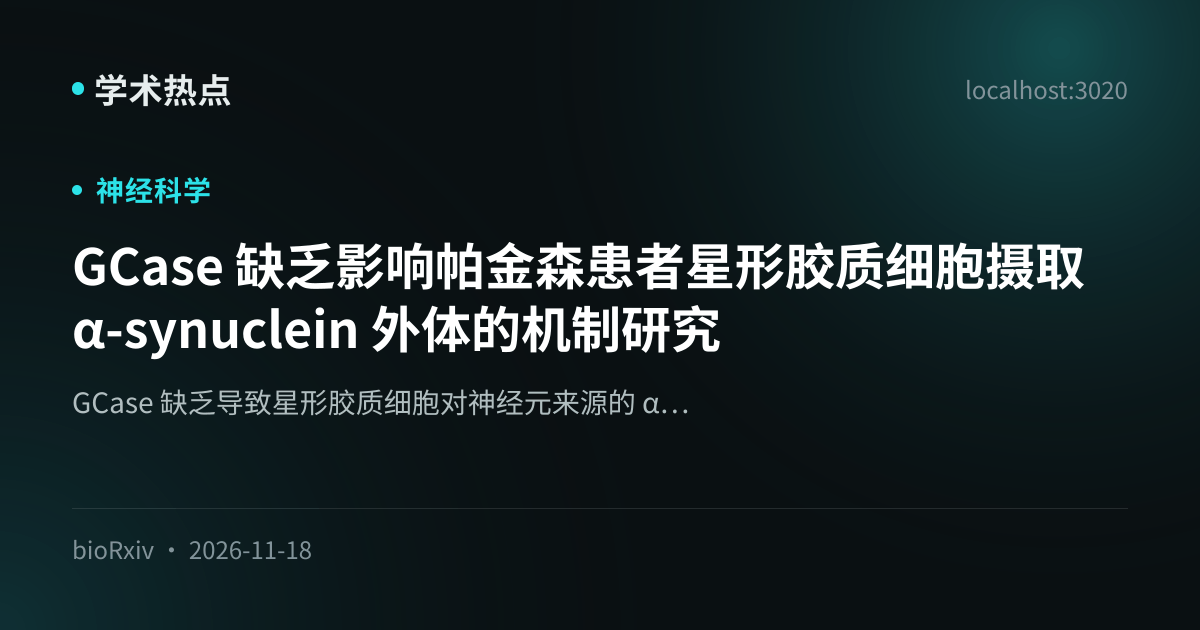 学术热点
localhost:3020
神经科学
GCase 缺乏影响帕金森患者星形胶质细胞摄取
α-synuclein 外体的机制研究
GCase 缺乏导致星形胶质细胞对神经元来源的 α…
bioRxiv · 2026-11-18